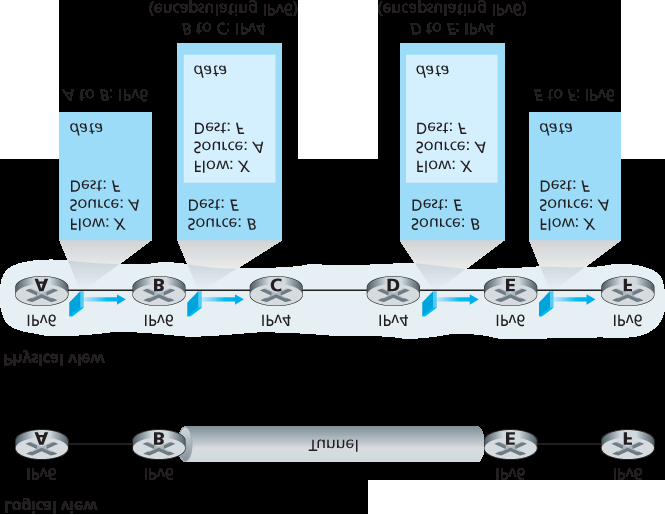 Logical view
IPv6 IPv6 IPv6 IPv6
A B Tunnel E F
Physical view
IPv6 IPv6 IPv4 IPv4 IPv6 IPv6
A B C D E F
Flow: X
Source: A
Dest: F
data
A to B: IPv6
Source: B
Dest: E
Flow: X
Source: A
Dest: F
data
B to C: IPv4
(encapsulating IPv6)
Source: B
Dest: E
Flow: X
Source: A
Dest: F
data
D to E: IPv4
(encapsulating IPv6)
Flow: X
Source: A
Dest: F
data
E to F: IPv6